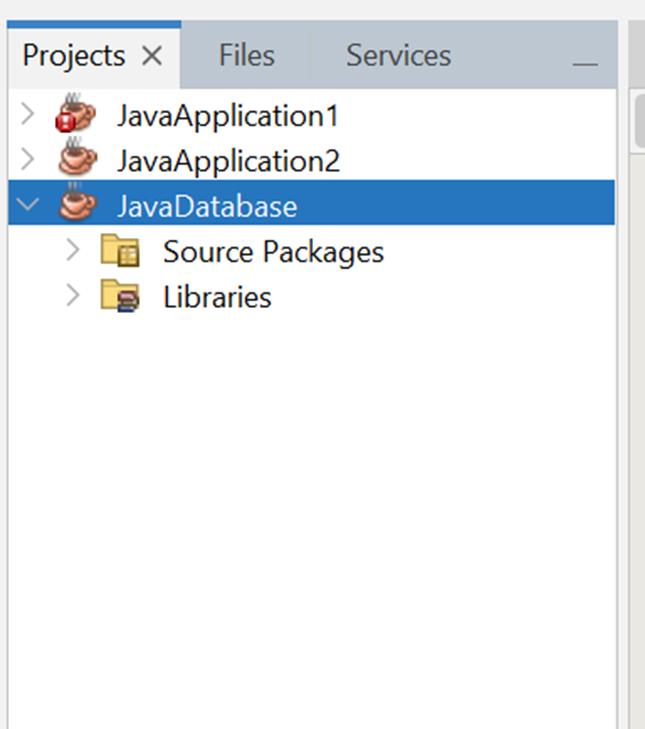 Projects Files Services
JavaApplication1
JavaApplication2
JavaDatabase
Source Packages
Libraries